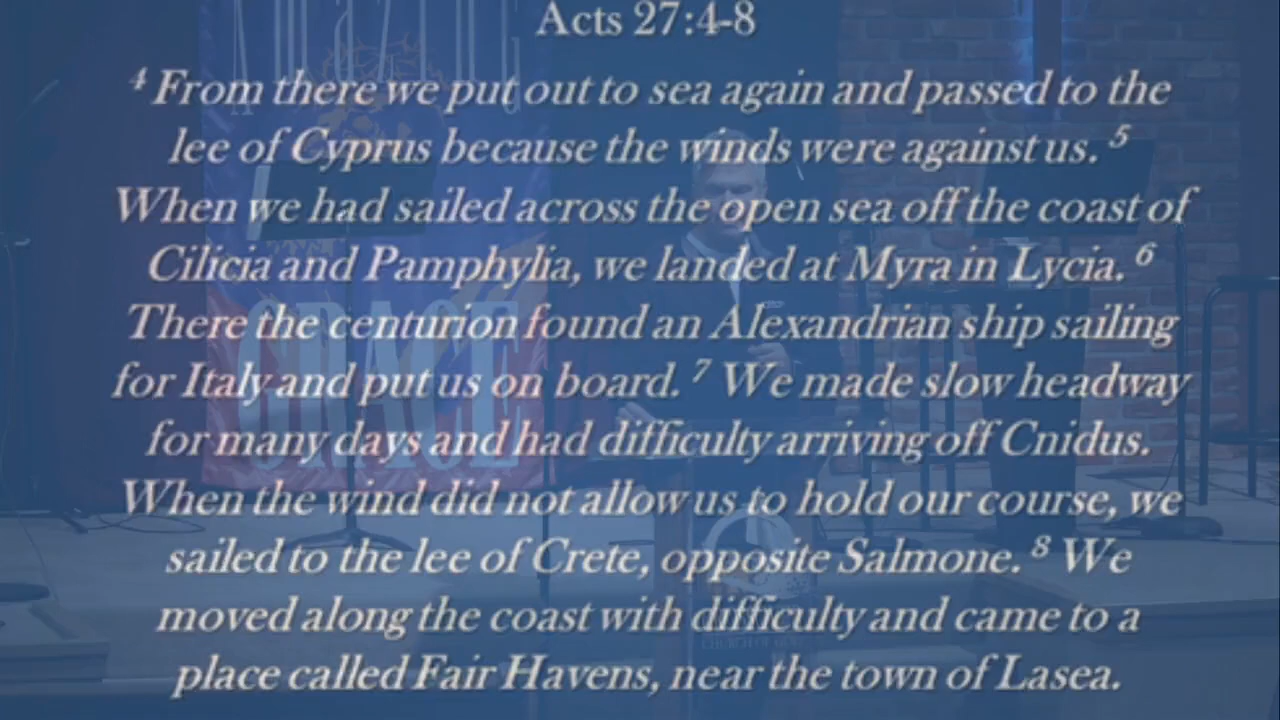 Acts 27:4-8
⁴ From there we put out to sea again and passed to the
lee of Cyprus because the winds were against us. ⁵
When we had sailed across the open sea off the coast of
Cilicia and Pamphylia, we landed at Myra in Lycia. ⁶
There the centurion found an Alexandrian ship sailing
for Italy and put us on board. ⁷ We made slow headway
for many days and had difficulty arriving off Cnidus.
When the wind did not allow us to hold our course, we
sailed to the lee of Crete, opposite Salmone. ⁸ We
moved along the coast with difficulty and came to a
place called Fair Havens, near the town of Lasea.
GRACE